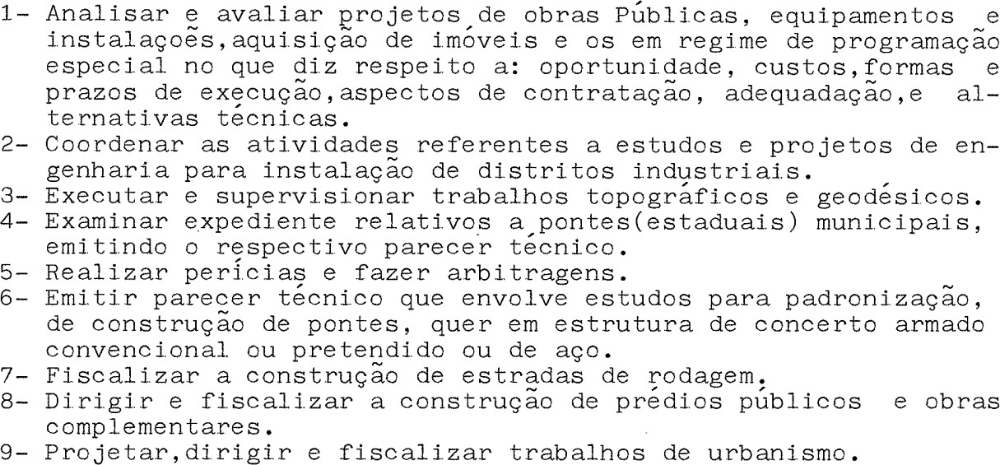 1- Analisar e avaliar projetos de obras Públicas, equipamentos e
instalações,aquisição de imóveis e os em regime de programação
especial no que diz respeito a: oportunidade, custos,formas e
prazos de execução,aspectos de contratação, adequadação,e al-
ternativas técnicas.
2- Coordenar as atividades referentes a estudos e projetos de en-
genharia para instalação de distritos industriais.
3- Executar e supervisionar trabalhos topográficos e geodésicos.
4- Examinar expediente relativos a pontes(estaduais) municipais,
emitindo o respectivo parecer técnico.
5- Realizar perícias e fazer arbitragens.
6- Emitir parecer técnico que envolve estudos para padronização,
de construção de pontes, quer em estrutura de concerto armado
convencional ou pretendido ou de aço.
7- Fiscalizar a construção de estradas de rodagem.
8- Dirigir e fiscalizar a construção de prédios públicos e obras
complementares.
9- Projetar,dirigir e fiscalizar trabalhos de urbanismo.